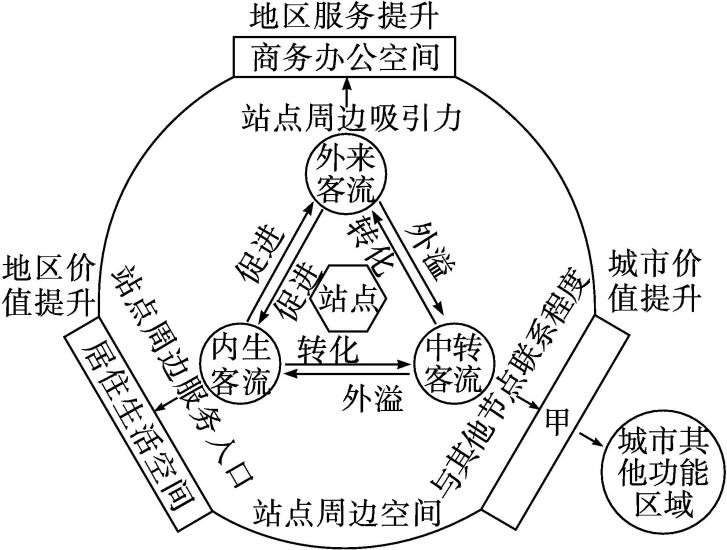 地区服务提升
商务办公空间
站点周边吸引力
外来
客流
促进
促进
转化
外溢
站点
地区价
值提升
城市价
值提升
站点周边服务人口
居住生活空间
内生
客流
转化
外溢
中转
客流
与其他节点联系程度
甲
城市其
他功能
区域
站点周边空间